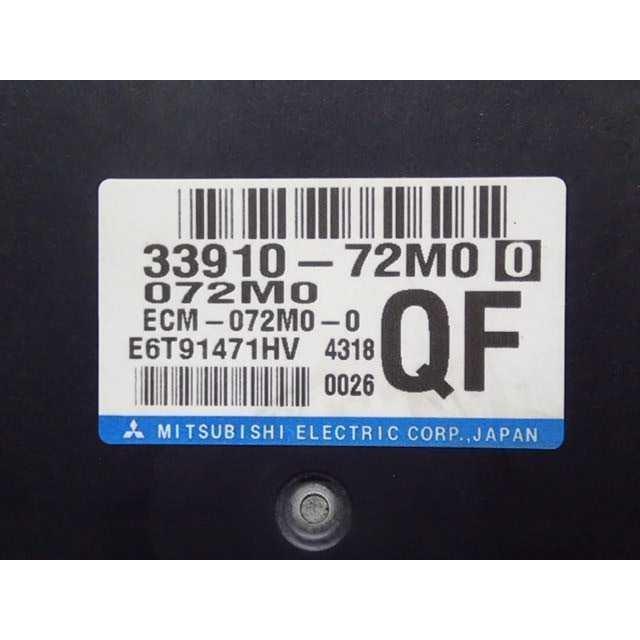 33910-72M0 0
072M0
ECM-072M0-0
E6T91471HV 4318
0026
QF
MITSUBISHI ELECTRIC CORP., JAPAN